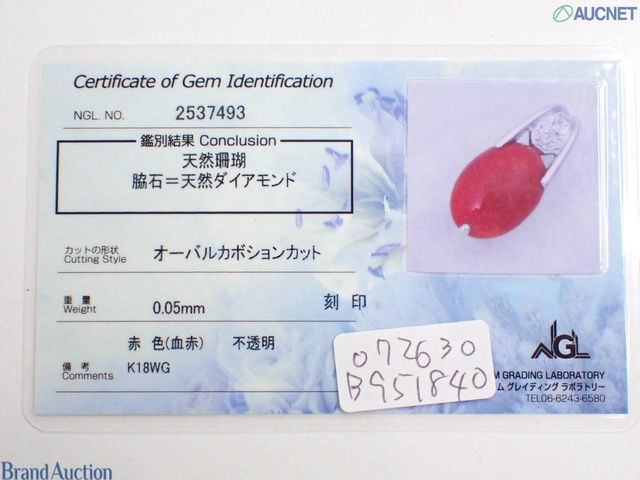 AUCNET
Certificate of Gem Identification
NGL. NO. 2537493
鑑別結果 Conclusion
天然珊瑚
脇石=天然ダイアモンド
カットの形状
Cutting Style オーバルカボションカット
重量
Weight 0.05mm 刻印
赤 色(血赤) 不透明
備考
Comments K18WG
072630
B951840
NGL
M GRADING LABORATORY
ム グレイディング ラボラトリー
TEL06-6243-6580
Brand Auction